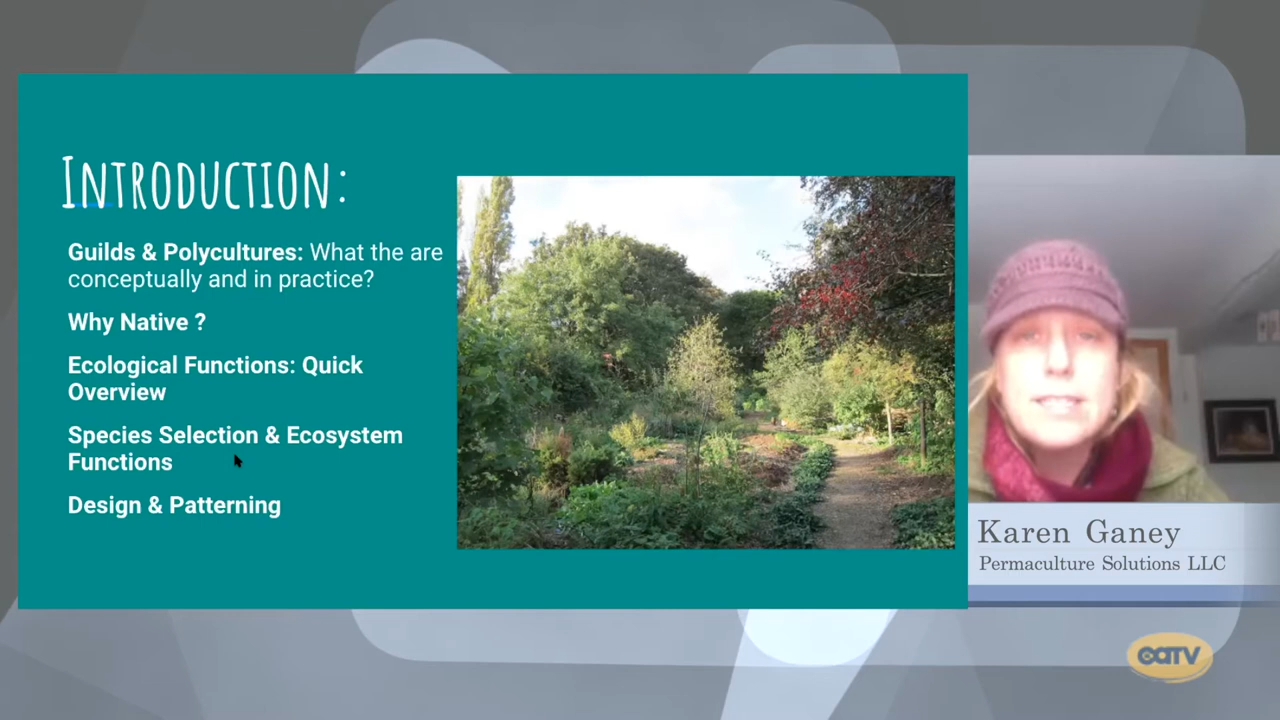 Introduction:
Guilds & Polycultures: What the are
conceptually and in practice?
Why Native ?
Ecological Functions: Quick
Overview
Species Selection & Ecosystem
Functions
Design & Patterning
Karen Ganey
Permaculture Solutions LLC
CATV